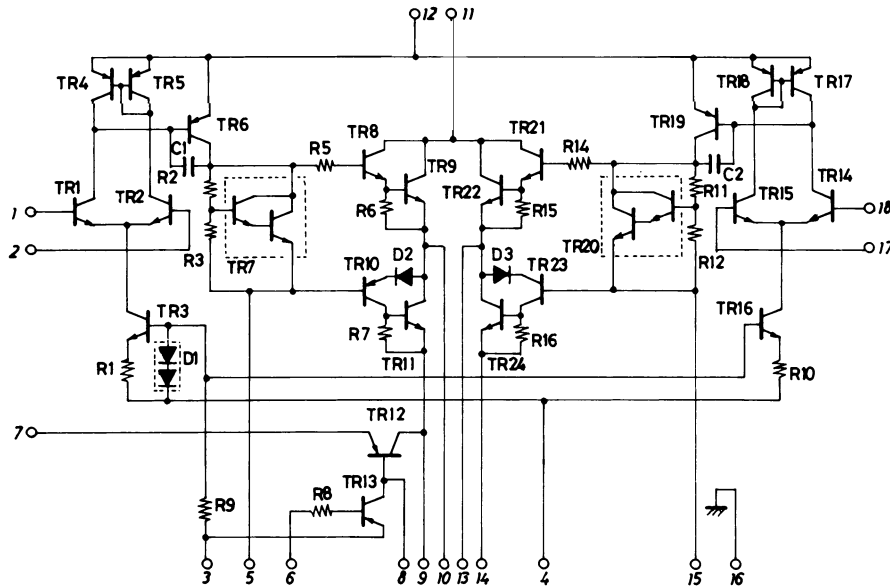 12 11
TR4 TR5 TR18 TR17
TR6 TR8 TR21 TR19
C1 R5 R14
R2 TR9 C2
TR1 TR2 R6 TR22 R15 R11 TR15 TR14
1 18
2 17
R3 TR7 TR10 D2 D3 TR23 TR20 R12
TR3 R7 R16 TR16
R1 D1 TR11 TR24 R10
7 TR12
TR13
R9 R8
3 5 6 8 9 10 13 14 4 15 16